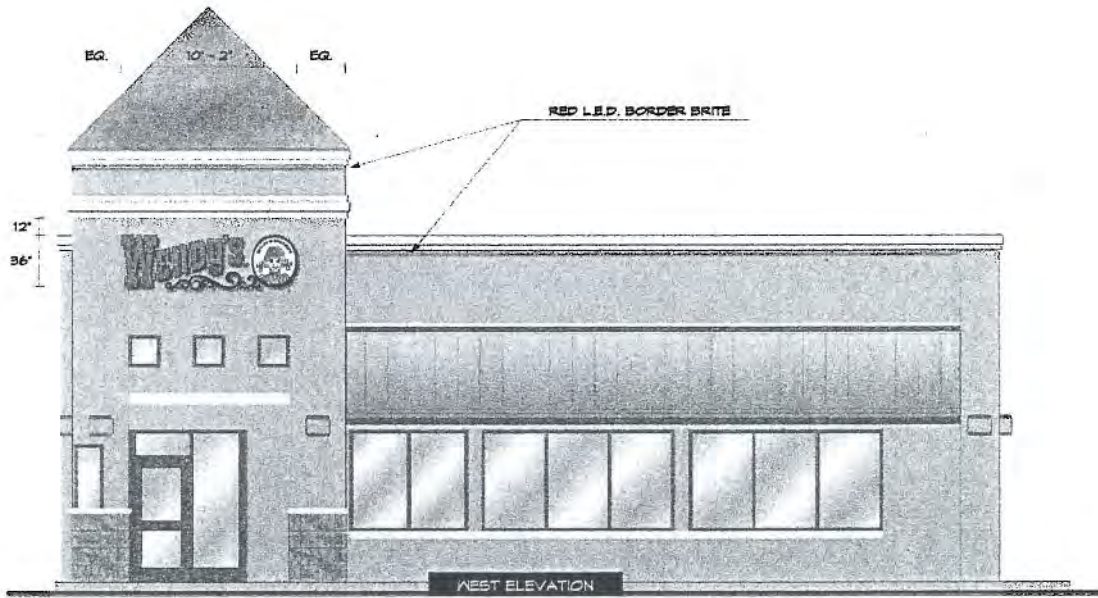 EQ.
10' - 2"
EQ.
RED L.E.D. BORDER BRITE
12"
36"
Wendy's.
WEST ELEVATION